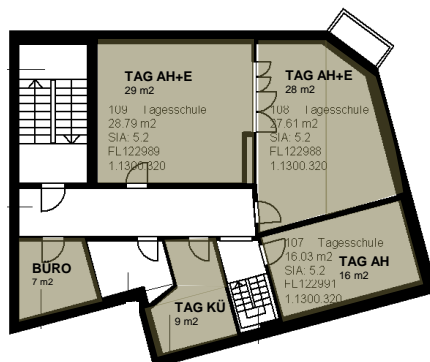 TAG AH+E
29 m2
109 Tagesschule
28.79 m2
SIA: 5.2
FL122989
1.1300.320
TAG AH+E
28 m2
108 Tagesschule
27.61 m2
SIA: 5.2
FL122988
1.1300.320
107 Tagesschule
16.03 m2
SIA: 5.2
FL122991
1.1300.320
TAG AH
16 m2
BÜRO
7 m2
TAG KÜ
9 m2